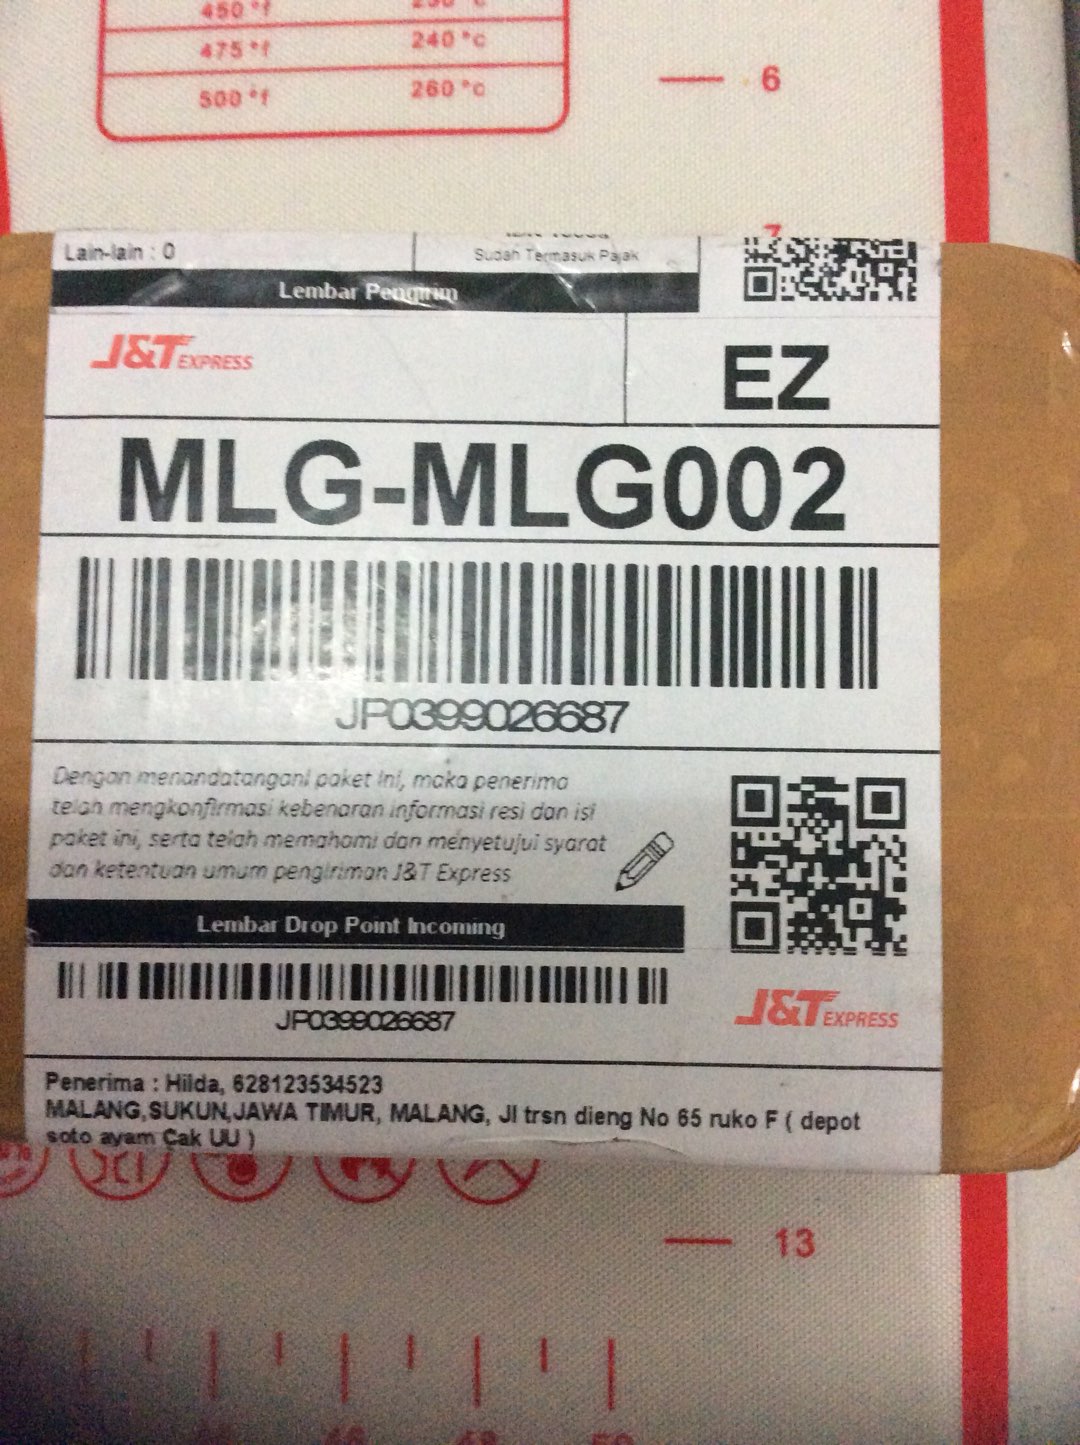 450 °f
475 °f 240 °c
500 °f 260 °c
6
7
Lain-lain : 0
Sudah Termasuk Pajak
Lembar Pengirim
J&T EXPRESS
EZ
MLG-MLG002
JP0399026687
Dengan menandatangani paket ini, maka penerima
telah mengkonfirmasi kebenaran informasi resi dan isi
paket ini, serta telah memahami dan menyetujui syarat
dan ketentuan umum pengiriman J&T Express
Lembar Drop Point Incoming
JP0399026687
J&T EXPRESS
Penerima : Hilda, 628123534523
MALANG,SUKUN,JAWA TIMUR, MALANG, Jl trsn dieng No 65 ruko F ( depot
soto ayam Cak UU )
13